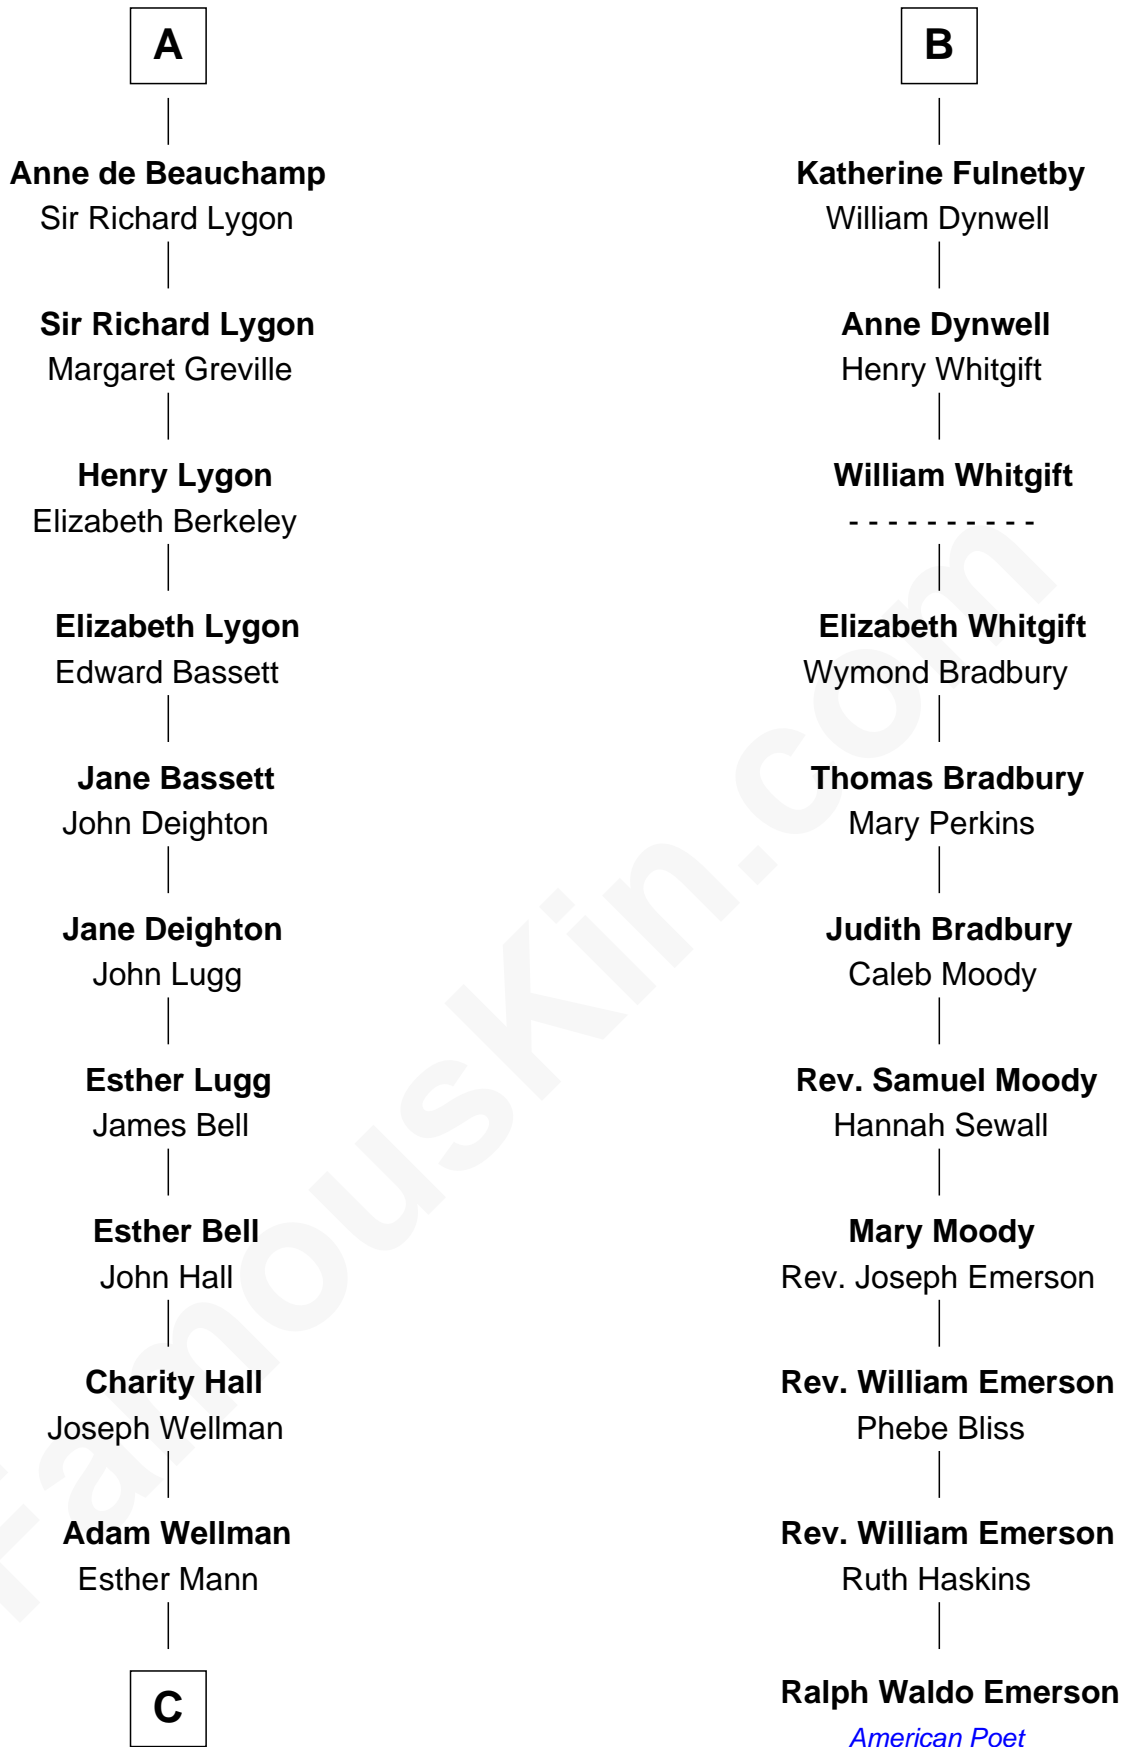 A
Anne de Beauchamp
Sir Richard Lygon
Sir Richard Lygon
Margaret Greville
Henry Lygon
Elizabeth Berkeley
Elizabeth Lygon
Edward Bassett
Jane Bassett
John Deighton
Jane Deighton
John Lugg
Esther Lugg
James Bell
Esther Bell
John Hall
Charity Hall
Joseph Wellman
Adam Wellman
Esther Mann
C
B
Katherine Fulnetby
William Dynwell
Anne Dynwell
Henry Whitgift
William Whitgift
- - - - - - - - - -
Elizabeth Whitgift
Wymond Bradbury
Thomas Bradbury
Mary Perkins
Judith Bradbury
Caleb Moody
Rev. Samuel Moody
Hannah Sewall
Mary Moody
Rev. Joseph Emerson
Rev. William Emerson
Phebe Bliss
Rev. William Emerson
Ruth Haskins
Ralph Waldo Emerson
American Poet
FamousKin.com